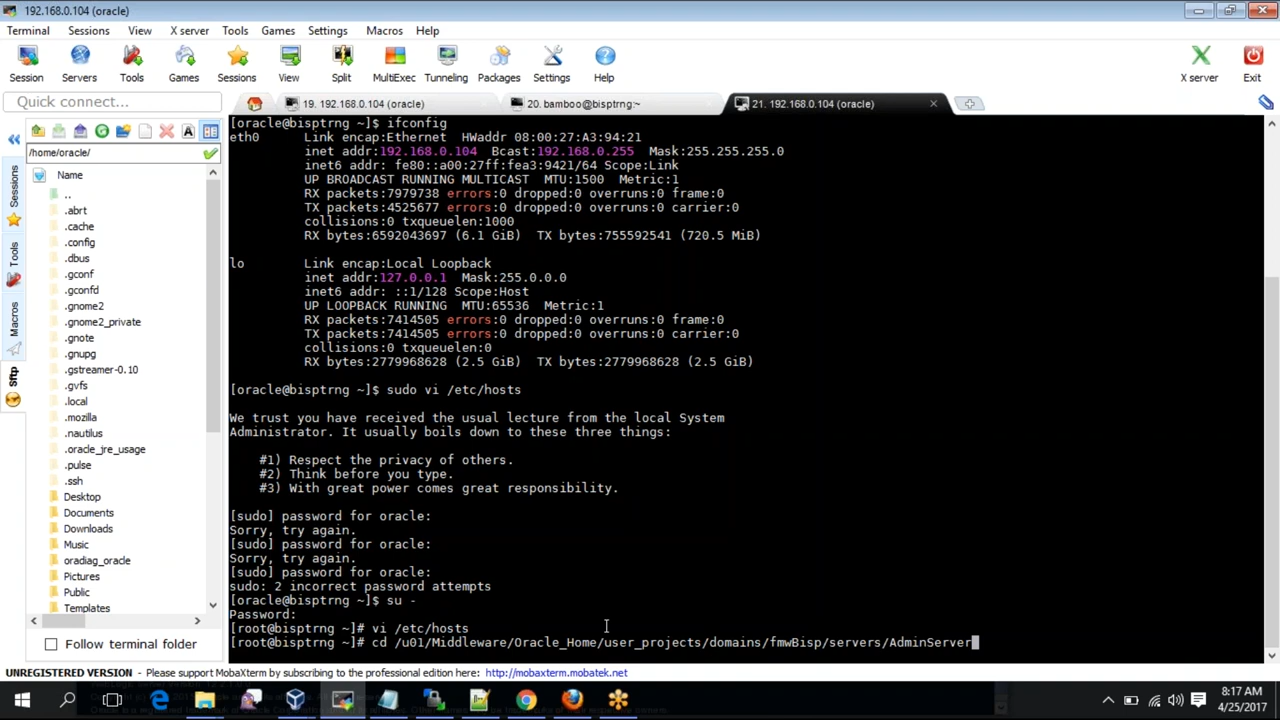 192.168.0.104 (oracle)
Terminal Sessions View X server Tools Games Settings Macros Help
Session Servers Tools Games Sessions View Split MultiExec Tunneling Packages Settings Help X server Exit
Quick connect...
19. 192.168.0.104 (oracle)
20. bamboo@bisptrng:~
21. 192.168.0.104 (oracle)
/home/oracle/
Name
..
.abrt
.cache
.config
.dbus
.gconf
.gconfd
.gnome2
.gnome2_private
.gnote
.gnupg
.gstreamer-0.10
.gvfs
.local
.mozilla
.nautilus
.oracle_jre_usage
.pulse
.ssh
Desktop
Documents
Downloads
Music
oradiag_oracle
Pictures
Public
Templates
Follow terminal folder
Sessions
Tools
Macros
Sftp
[oracle@bisptrng ~]$ ifconfig
eth0 Link encap:Ethernet HWaddr 08:00:27:A3:94:21
inet addr:192.168.0.104 Bcast:192.168.0.255 Mask:255.255.255.0
inet6 addr: fe80::a00:27ff:fea3:9421/64 Scope:Link
UP BROADCAST RUNNING MULTICAST MTU:1500 Metric:1
RX packets:7979738 errors:0 dropped:0 overruns:0 frame:0
TX packets:4525677 errors:0 dropped:0 overruns:0 carrier:0
collisions:0 txqueuelen:1000
RX bytes:6592043697 (6.1 GiB) TX bytes:755592541 (720.5 MiB)
lo Link encap:Local Loopback
inet addr:127.0.0.1 Mask:255.0.0.0
inet6 addr: ::1/128 Scope:Host
UP LOOPBACK RUNNING MTU:65536 Metric:1
RX packets:7414505 errors:0 dropped:0 overruns:0 frame:0
TX packets:7414505 errors:0 dropped:0 overruns:0 carrier:0
collisions:0 txqueuelen:0
RX bytes:2779968628 (2.5 GiB) TX bytes:2779968628 (2.5 GiB)
[oracle@bisptrng ~]$ sudo vi /etc/hosts
We trust you have received the usual lecture from the local System
Administrator. It usually boils down to these three things:
#1) Respect the privacy of others.
#2) Think before you type.
#3) With great power comes great responsibility.
[sudo] password for oracle:
Sorry, try again.
[sudo] password for oracle:
Sorry, try again.
[sudo] password for oracle:
sudo: 2 incorrect password attempts
[oracle@bisptrng ~]$ su -
Password:
[root@bisptrng ~]# vi /etc/hosts
[root@bisptrng ~]# cd /u01/Middleware/Oracle_Home/user_projects/domains/fmwBisp/servers/AdminServer
UNREGISTERED VERSION - Please support MobaXterm by subscribing to the professional edition here: http://mobaxterm.mobatek.net
8:17 AM
4/25/2017